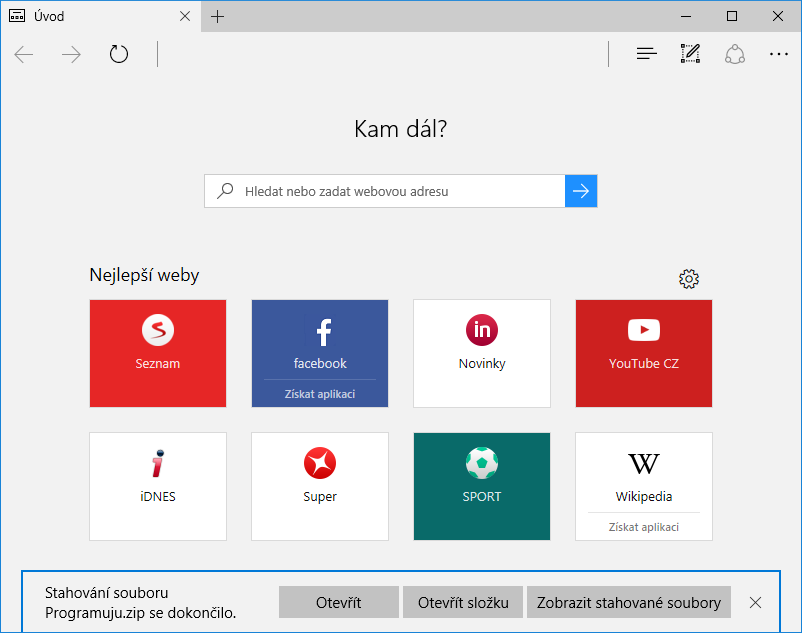 Úvod
Kam dál?
Hledat nebo zadat webovou adresu
Nejlepší weby
S
Seznam
f
facebook
Získat aplikaci
in
Novinky
YouTube CZ
i
iDNES
Super
SPORT
W
Wikipedia
Získat aplikaci
Stahování souboru
Programuju.zip se dokončilo.
Otevřít
Otevřít složku
Zobrazit stahované soubory